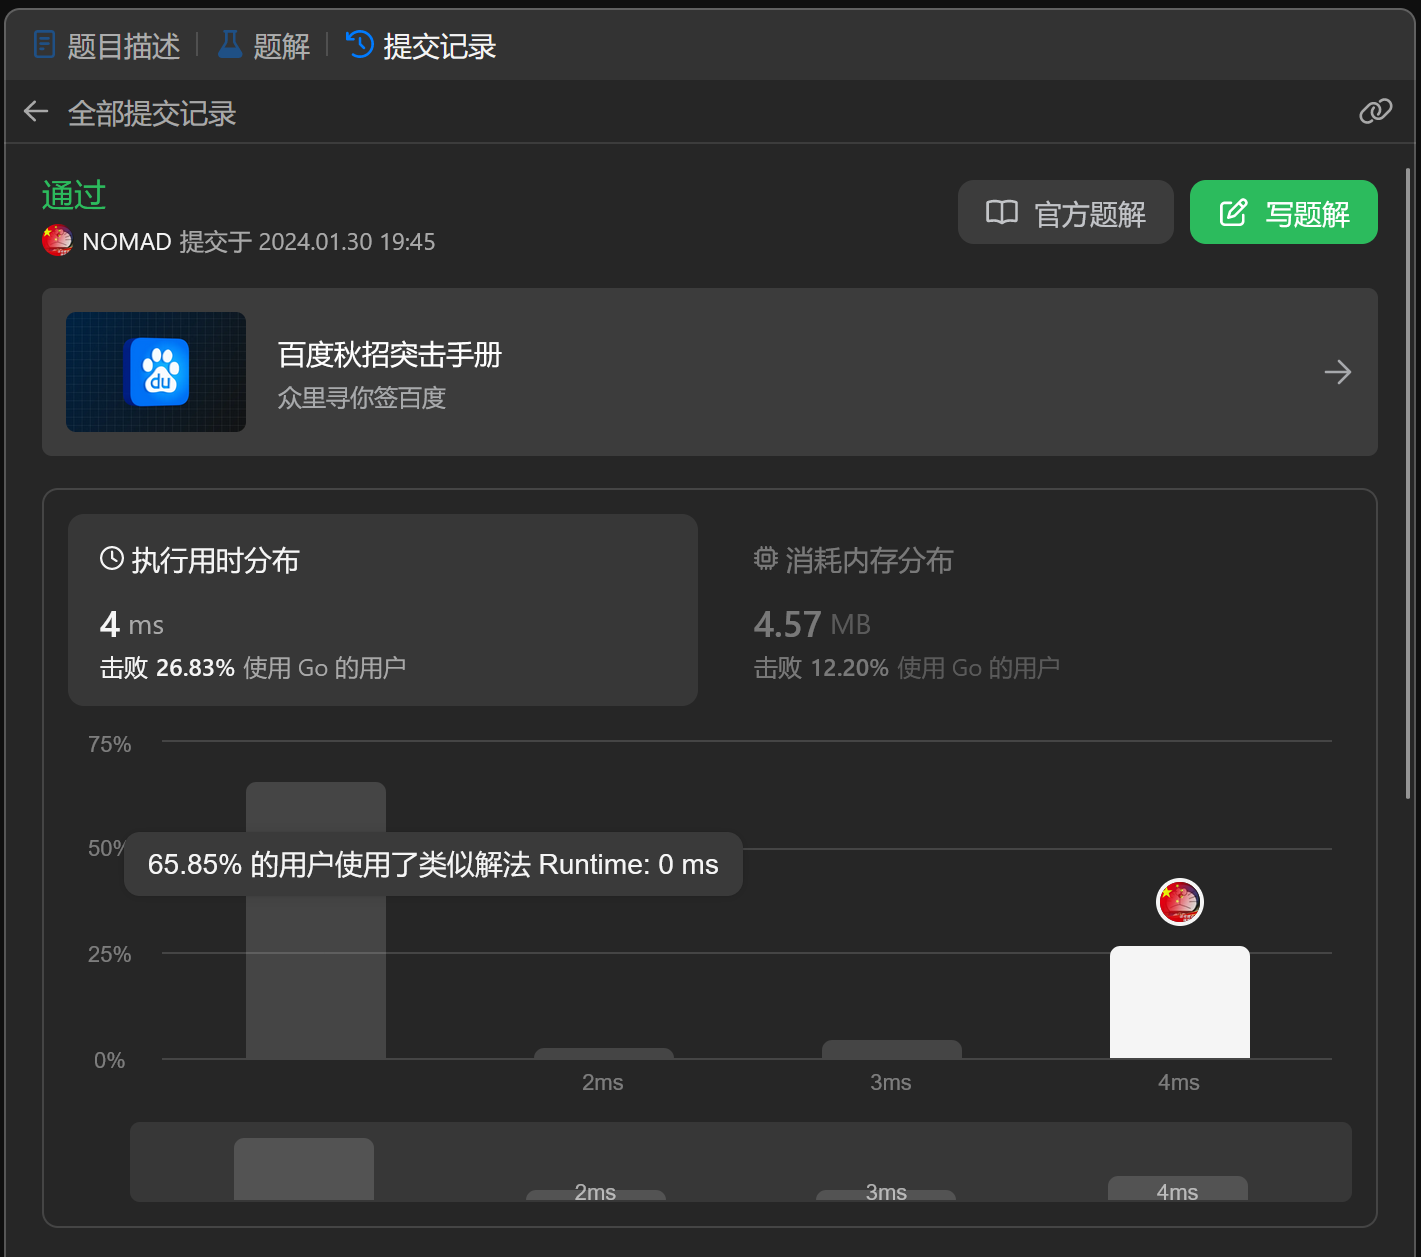 题目描述
题解
提交记录
全部提交记录
通过
官方题解
写题解
NOMAD 提交于 2024.01.30 19:45
du
百度秋招突击手册
众里寻你签百度
执行用时分布
4 ms
击败 26.83% 使用 Go 的用户
消耗内存分布
4.57 MB
击败 12.20% 使用 Go 的用户
75%
50%
65.85% 的用户使用了类似解法 Runtime: 0 ms
25%
0%
2ms
3ms
4ms
2ms
3ms
4ms